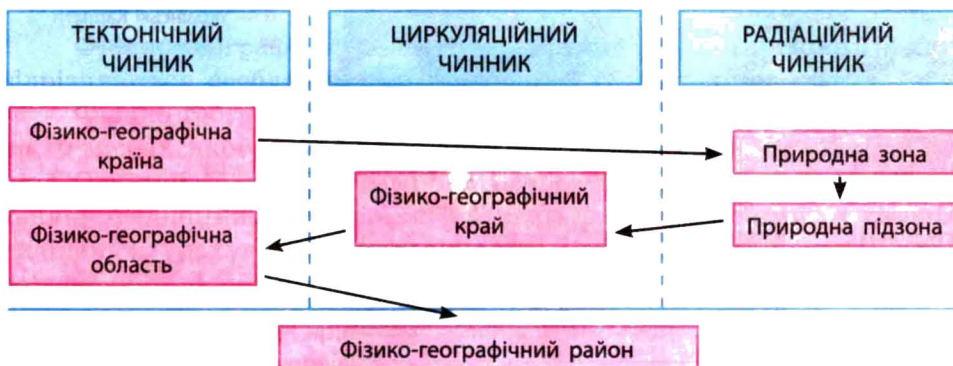 ТЕКТОНІЧНИЙ
ЧИННИК
ЦИРКУЛЯЦІЙНИЙ
ЧИННИК
РАДІАЦІЙНИЙ
ЧИННИК
Фізико-географічна
країна
Природна зона
Фізико-географічний
край
Фізико-географічна
область
Природна підзона
Фізико-географічний район